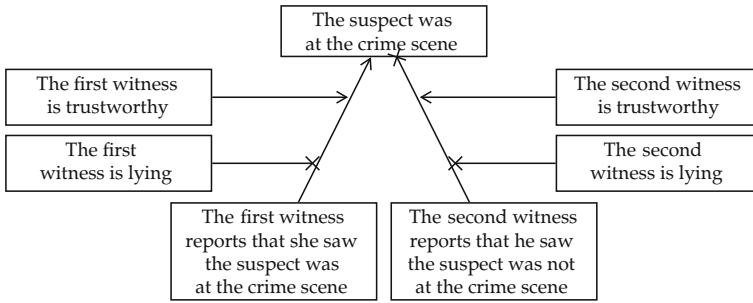 The suspect was
at the crime scene
The first witness
is trustworthy
The second witness
is trustworthy
The first
witness is lying
The second
witness is lying
The first witness
reports that she saw
the suspect was
at the crime scene
The second witness
reports that he saw
the suspect was not
at the crime scene